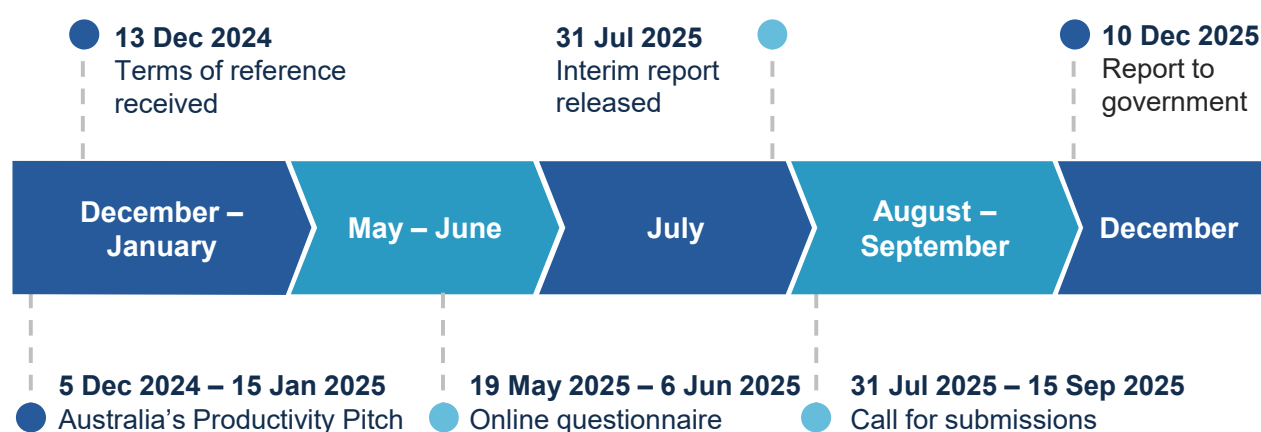 13 Dec 2024
Terms of reference
received
31 Jul 2025
Interim report
released
10 Dec 2025
Report to
government
December –
January
May – June
July
August –
September
December
5 Dec 2024 – 15 Jan 2025
Australia’s Productivity Pitch
19 May 2025 – 6 Jun 2025
Online questionnaire
31 Jul 2025 – 15 Sep 2025
Call for submissions